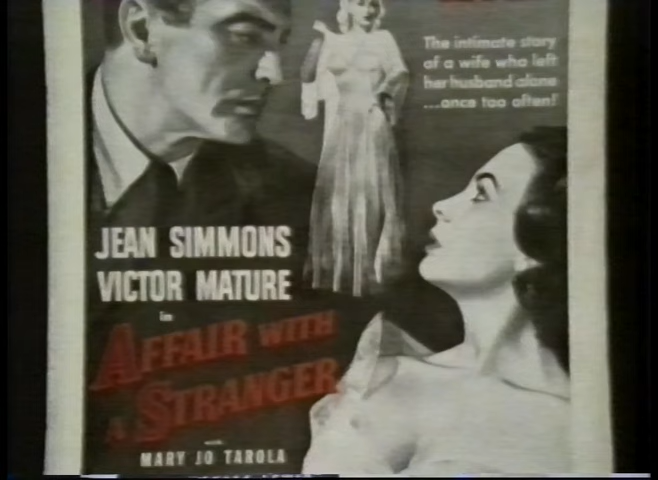 The intimate story
of a wife who left
her husband alone
...once too often!
JEAN SIMMONS
VICTOR MATURE
in
AFFAIR WITH
A STRANGER
MARY JO TAROLA